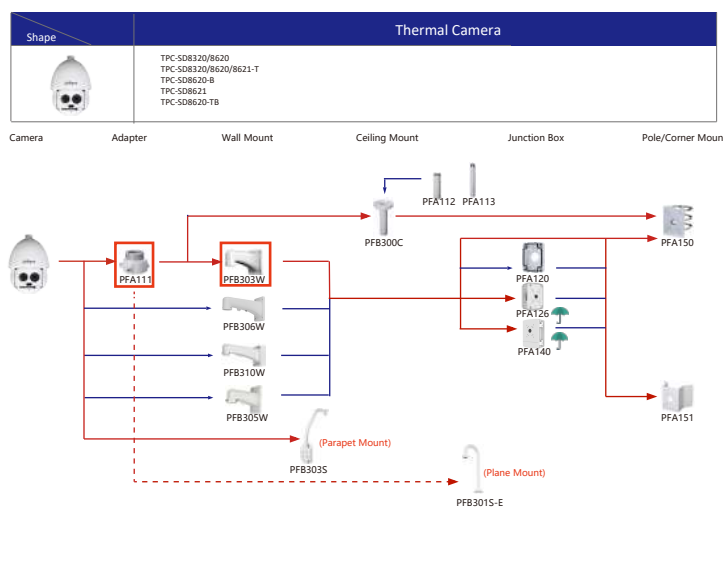 Shape
Thermal Camera
TPC-SD8320/8620
TPC-SD8320/8620/8621-T
TPC-SD8620-B
TPC-SD8621
TPC-SD8620-TB
Camera Adapter Wall Mount Ceiling Mount Junction Box Pole/Corner Moun
PFA112 PFA113
PFB300C
PFA150
PFA111
PFB303W
PFA120
PFB306W
PFA126
PFA140
PFB310W
PFB305W
PFA151
(Parapet Mount)
PFB303S
(Plane Mount)
PFB301S-E